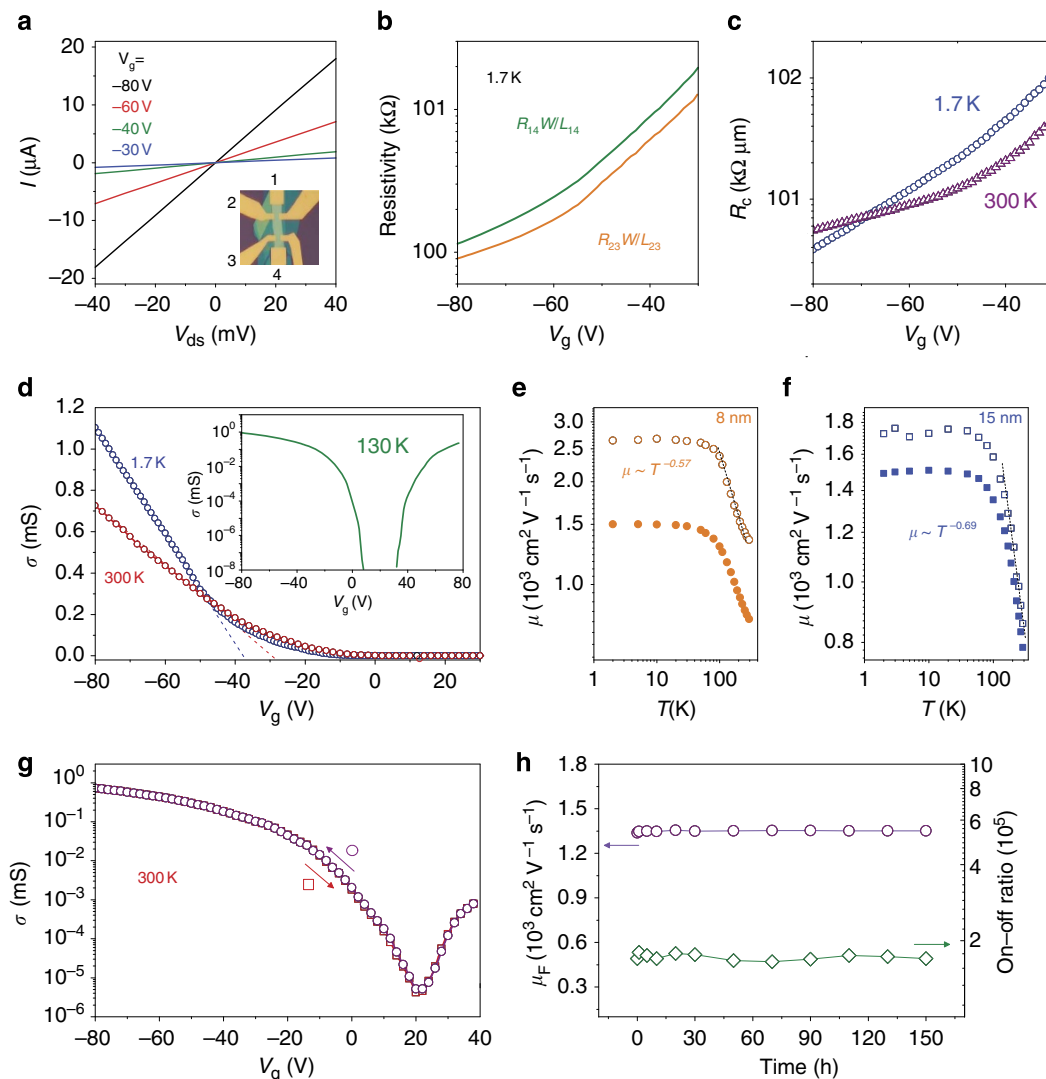 a
I (μA)
20
10
0
−10
−20
V_g=
−80 V
−60 V
−40 V
−30 V
1
2
3
4
−40 −20 0 20 40
V_ds (mV)
b
Resistivity (kΩ)
101
100
1.7 K
R_14W/L_14
R_23W/L_23
−80 −60 −40
V_g (V)
c
R_c (kΩ μm)
102
101
1.7 K
300 K
−80 −60 −40
V_g (V)
d
σ (mS)
1.2
1.0
0.8
0.6
0.4
0.2
0.0
1.7 K
300 K
−80 −60 −40 −20 0 20
V_g (V)
σ (mS)
10^0
10^−2
10^−4
10^−6
10^−8
130 K
−80 −40 0 40 80
V_g (V)
e
μ (10^3 cm^2 V^−1 s^−1)
3.0
2.5
2.0
1.5
1.0
8 nm
μ ~ T^−0.57
1 10 100
T(K)
f
μ (10^3 cm^2 V^−1 s^−1)
1.8
1.6
1.4
1.2
1.0
0.8
15 nm
μ ~ T^−0.69
1 10 100
T (K)
g
σ (mS)
10^0
10^−1
10^−2
10^−3
10^−4
10^−5
10^−6
300 K
−80 −60 −40 −20 0 20 40
V_g (V)
h
μ_F (10^3 cm^2 V^−1 s^−1)
1.8
1.5
1.2
0.9
0.6
0.3
10
8
6
4
2
On–off ratio (10^5)
0 30 60 90 120 150
Time (h)